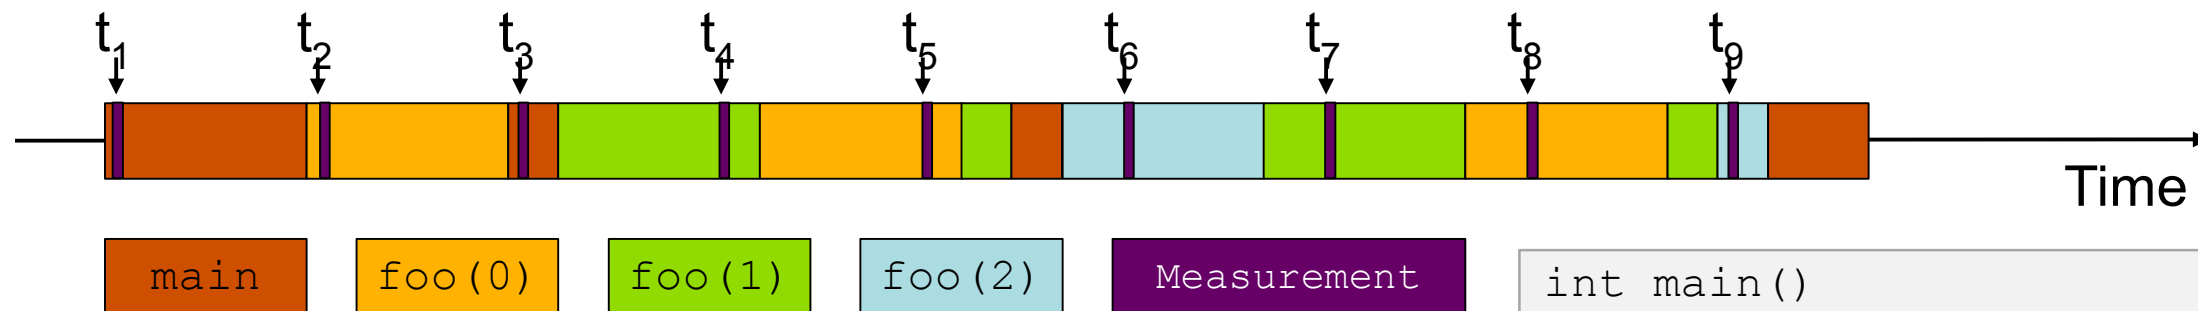 t1 t2 t3 t4 t5 t6 t7 t8 t9
Time
main foo(0) foo(1) foo(2) Measurement int main()